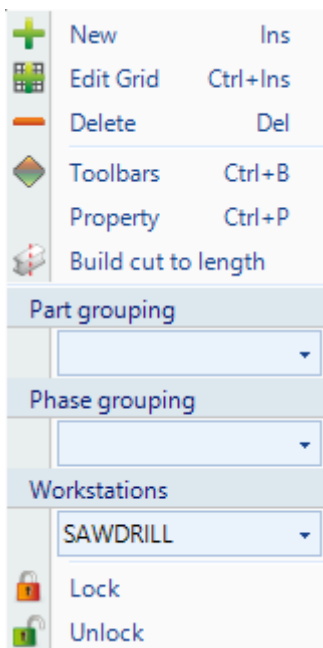 New Ins
Edit Grid Ctrl+Ins
Delete Del
Toolbars Ctrl+B
Property Ctrl+P
Build cut to length
Part grouping
Phase grouping
Workstations
SAWDRILL
Lock
Unlock